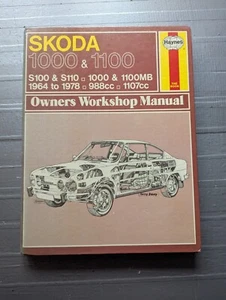 SKODA
Haynes
1000 & 1100
S100 & S110 □ 1000 & 1100MB
1964 to 1978 □ 988cc □ 1107cc
Owners Workshop Manual